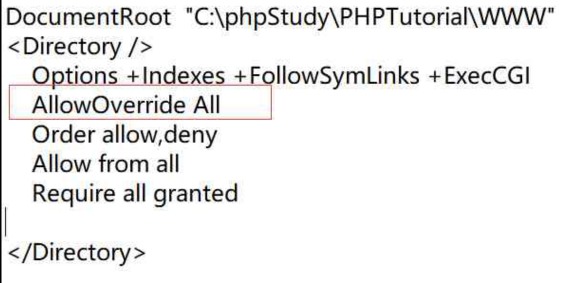 DocumentRoot  "C:\phpStudy\PHPTutorial\WWW"
<Directory />
Options +Indexes +FollowSymLinks +ExecCGI
AllowOverride All
Order allow,deny
Allow from all
Require all granted
</Directory>